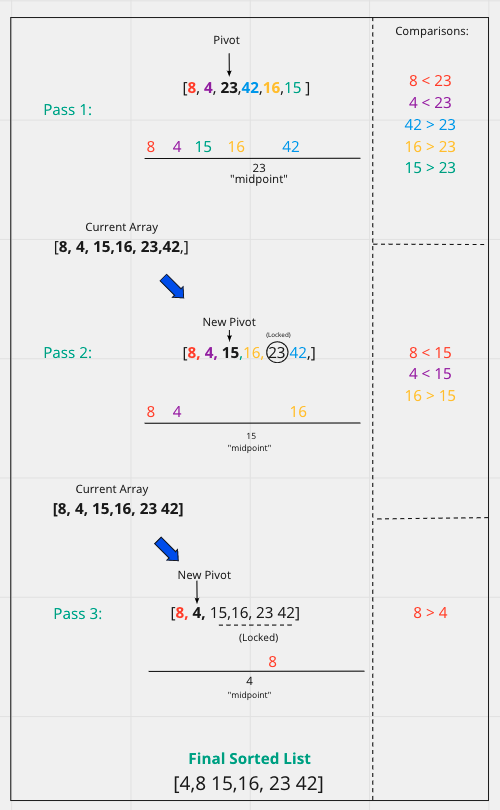 Comparisons:
Pivot
[8, 4, 23,42,16,15 ]
8 < 23
4 < 23
42 > 23
16 > 23
15 > 23
Pass 1:
8 4 15 16 42
23
"midpoint"
Current Array
[8, 4, 15,16, 23,42,]
New Pivot
(Locked)
Pass 2:
[8, 4, 15,16, 23 42,]
8 < 15
4 < 15
16 > 15
8 4 16
15
"midpoint"
Current Array
[8, 4, 15,16, 23 42]
New Pivot
Pass 3:
[8, 4, 15,16, 23 42]
8 > 4
(Locked)
8
4
"midpoint"
Final Sorted List
[4,8 15,16, 23 42]